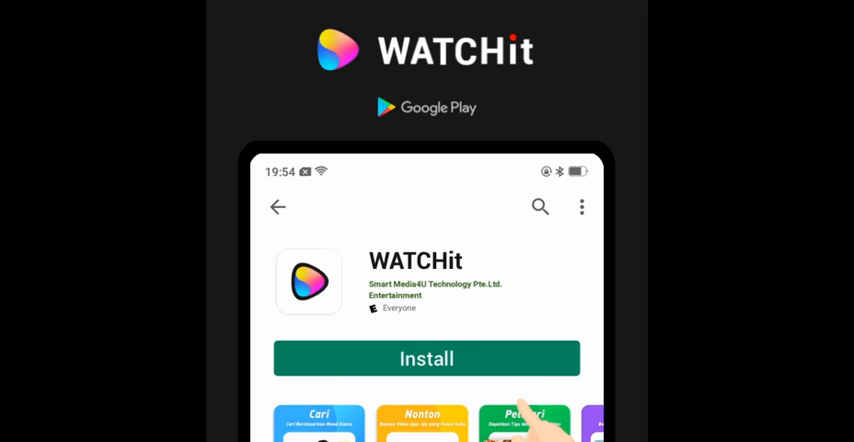 WATCHit
Google Play
19:54
WATCHit
Smart Media4U Technology Pte.Ltd.
Entertainment
E Everyone
Install
Cari
Nonton